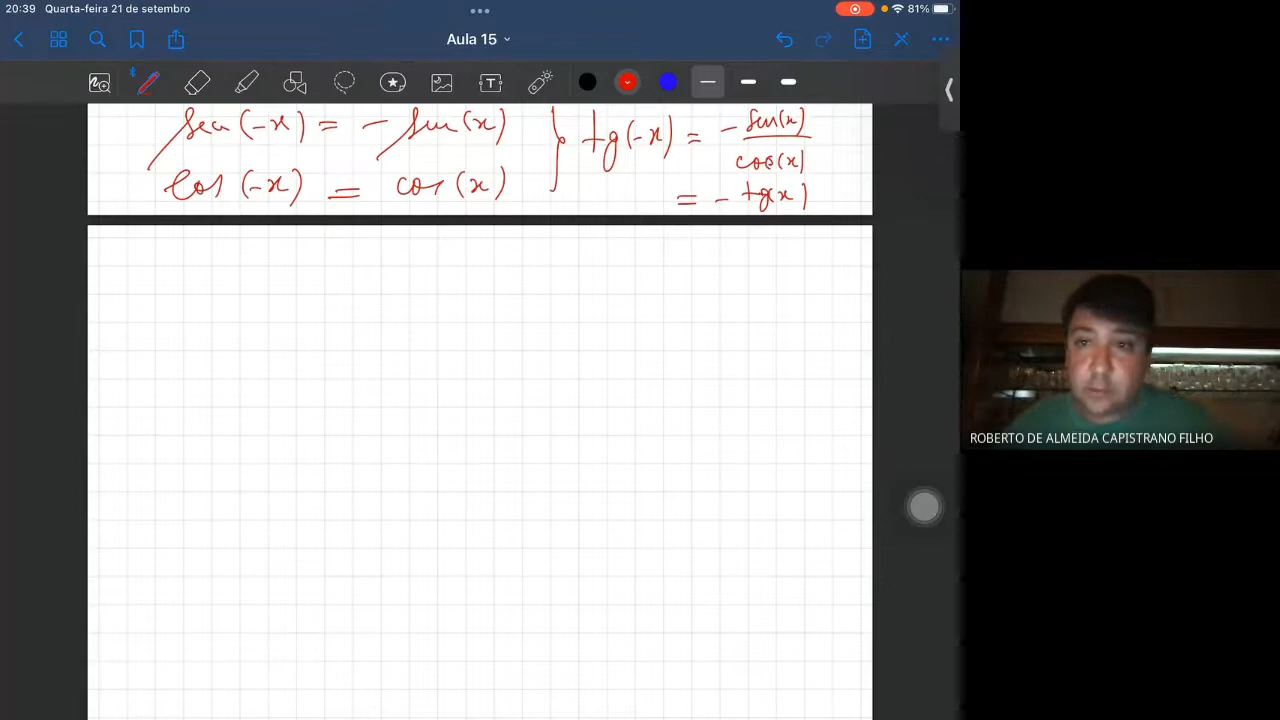 20:39 Quarta-feira 21 de setembro
81%
Aula 15
sen(-x) = - sen(x) } tg(-x) = - sen(x)/cos(x)
cos(-x) = cos(x)
= - tg(x)
ROBERTO DE ALMEIDA CAPISTRANO FILHO